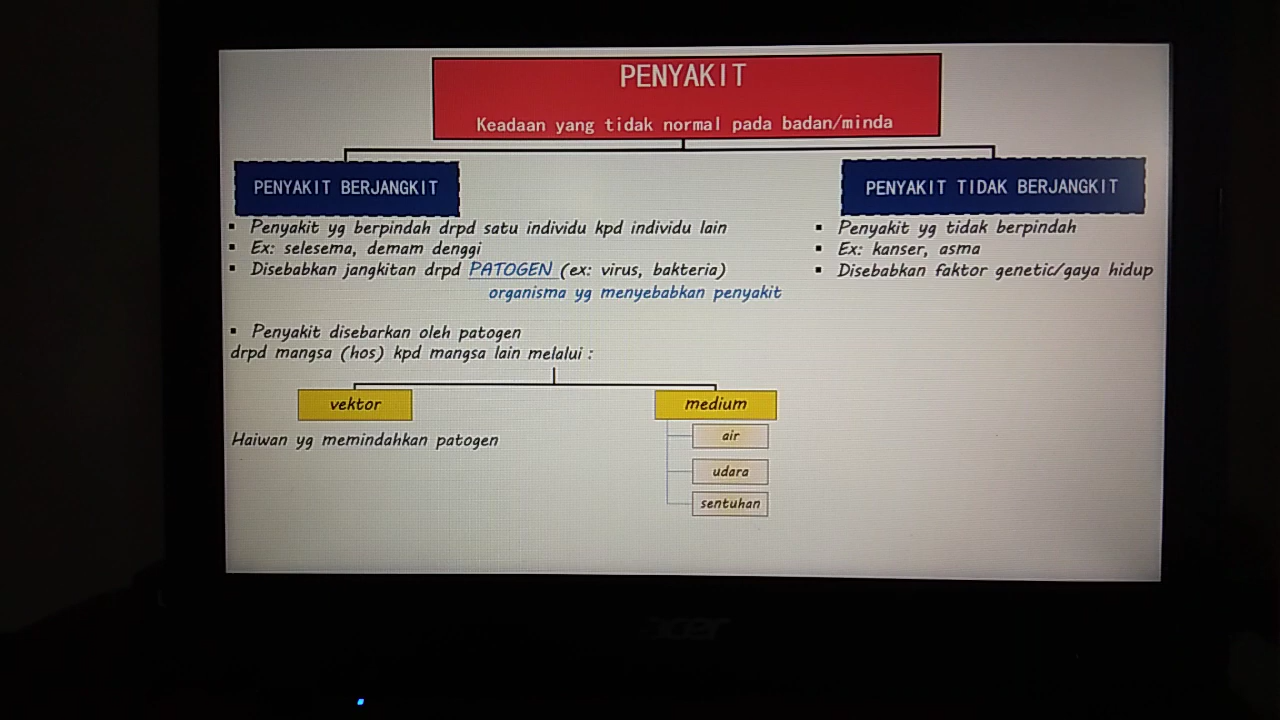 PENYAKIT
Keadaan yang tidak normal pada badan/minda
PENYAKIT BERJANGKIT
▪ Penyakit yg berpindah drpd satu individu kpd individu lain
▪ Ex: selesema, demam denggi
▪ Disebabkan jangkitan drpd PATOGEN (ex: virus, bakteria)
organisma yg menyebabkan penyakit
▪ Penyakit disebarkan oleh patogen
drpd mangsa (hos) kpd mangsa lain melalui :
vektor
Haiwan yg memindahkan patogen
medium
air
udara
sentuhan
PENYAKIT TIDAK BERJANGKIT
▪ Penyakit yg tidak berpindah
▪ Ex: kanser, asma
▪ Disebabkan faktor genetic/gaya hidup
acer